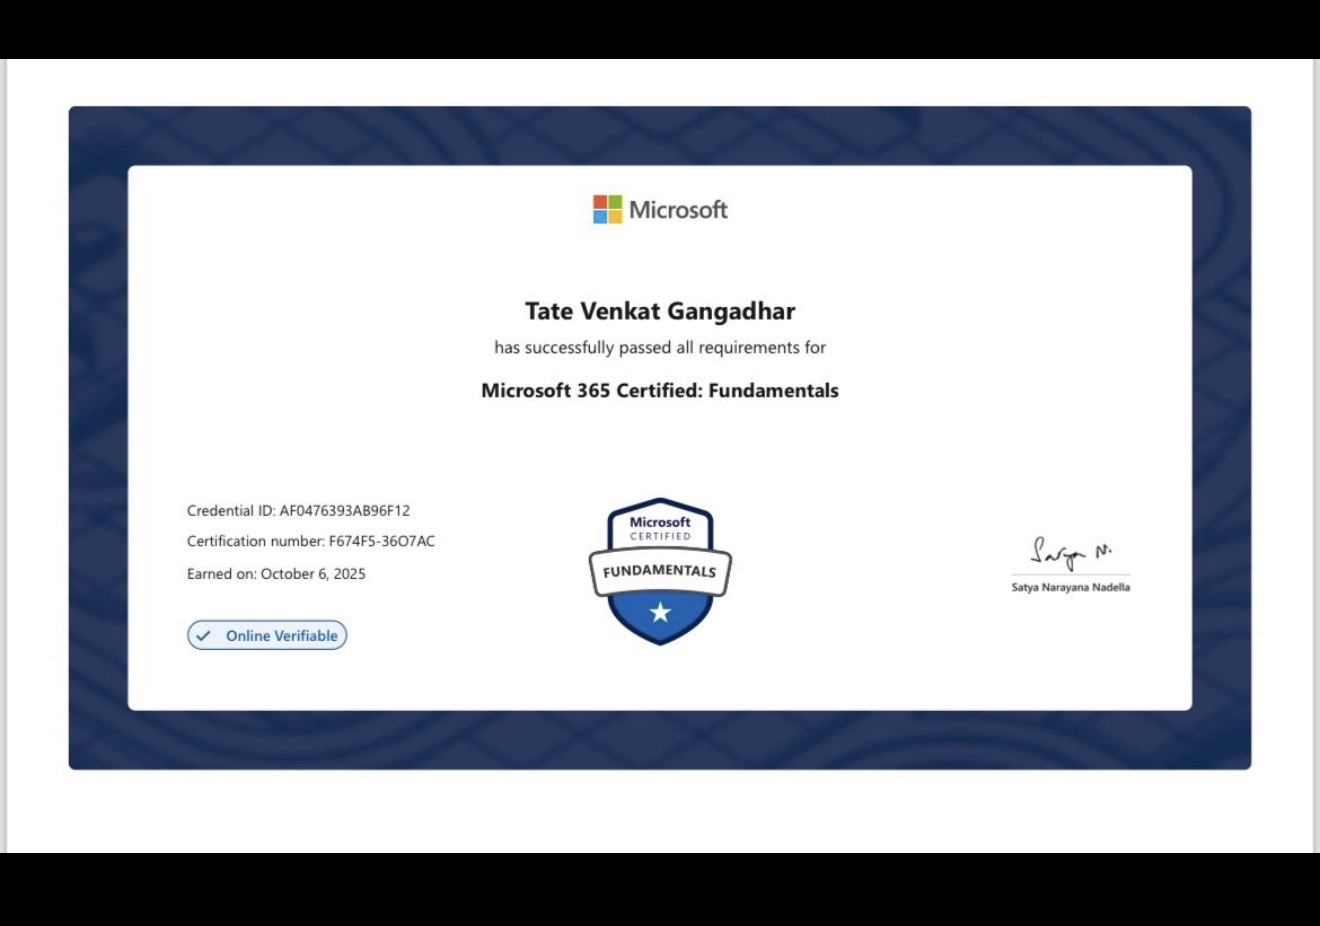 Microsoft
Tate Venkat Gangadhar
has successfully passed all requirements for
Microsoft 365 Certified: Fundamentals
Credential ID: AF0476393AB96F12
Certification number: F674F5-36O7AC
Earned on: October 6, 2025
Online Verifiable
Microsoft
CERTIFIED
FUNDAMENTALS
Satya N.
Satya Narayana Nadella